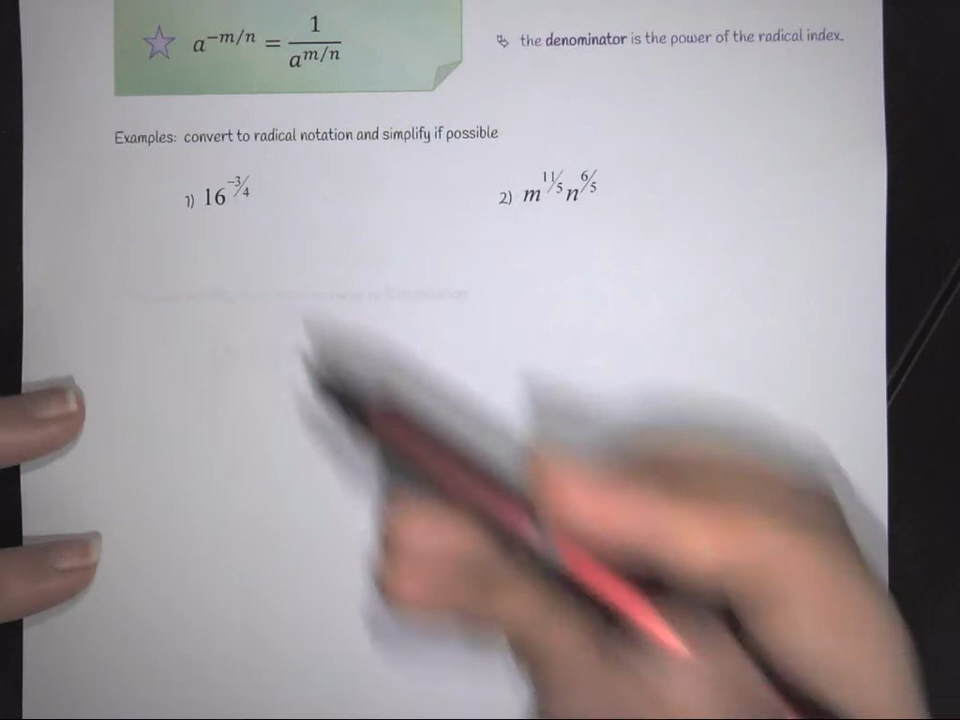 a^{-m/n} = \frac{1}{a^{m/n}}
the denominator is the power of the radical index.
Examples: convert to radical notation and simplify if possible
1) 16^{-3/4}
2) m^{11/5} n^{6/5}